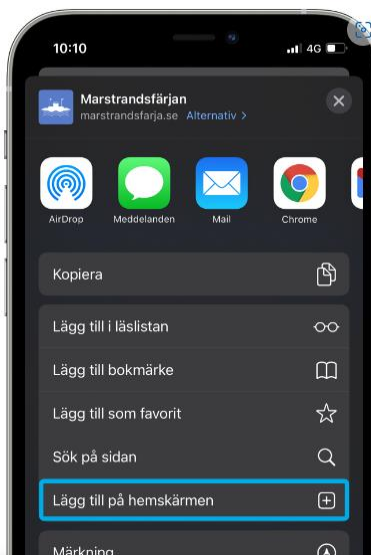 10:10
4G
Marstrandsfärjan
marstrandsfarja.se Alternativ >
AirDrop Meddelanden Mail Chrome
Kopiera
Lägg till i läslistan
Lägg till bokmärke
Lägg till som favorit
Sök på sidan
Lägg till på hemskärmen
Märkning